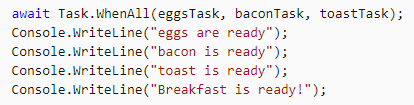 await Task.WhenAll(eggsTask, baconTask, toastTask);
Console.WriteLine("eggs are ready");
Console.WriteLine("bacon is ready");
Console.WriteLine("toast is ready");
Console.WriteLine("Breakfast is ready!");